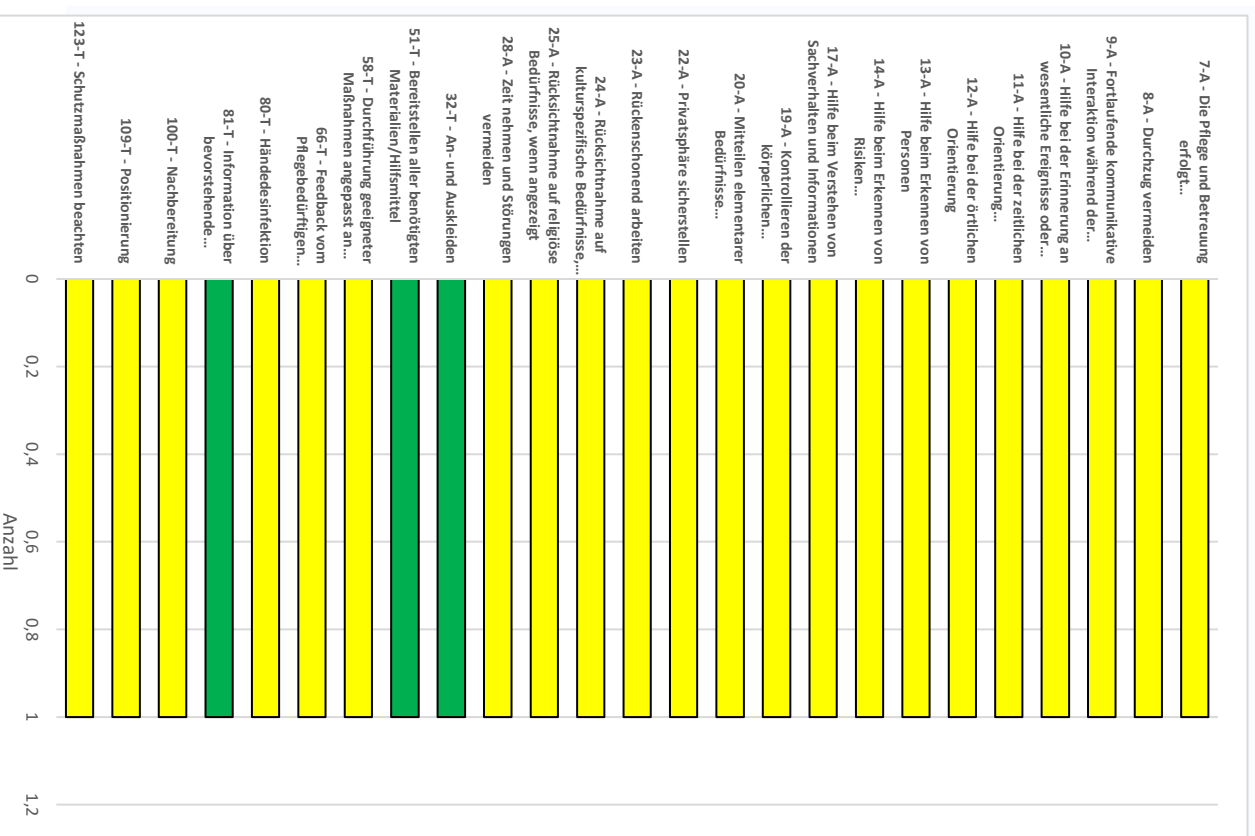 7-A - Die Pflege und Betreuung
erfolgt...
8-A - Durchzug vermeiden
9-A - Fortlaufende kommunikative
Interaktion während der...
10-A - Hilfe bei der Erinnerung an
wesentliche Ereignisse oder...
11-A - Hilfe bei der zeitlichen
Orientierung...
12-A - Hilfe bei der örtlichen
Orientierung
13-A - Hilfe beim Erkennen von
Personen
14-A - Hilfe beim Erkennen von
Risiken...
17-A - Hilfe beim Verstehen von
Sachverhalten und Informationen
19-A - Kontrollieren der
körperlichen...
20-A - Mitteilen elementarer
Bedürfnisse...
22-A - Privatsphäre sicherstellen
23-A - Rückenschonend arbeiten
24-A - Rücksichtnahme auf
kulturspezifische Bedürfnisse,...
25-A - Rücksichtnahme auf religiöse
Bedürfnisse, wenn angezeigt
28-A - Zeit nehmen und Störungen
vermeiden
32-T - An- und Auskleiden
51-T - Bereitstellen aller benötigten
Materialien/Hilfsmittel
58-T - Durchführung geeigneter
Maßnahmen angepasst an...
66-T - Feedback vom
Pflegebedürftigen...
80-T - Händedesinfektion
81-T - Information über
bevorstehende...
100-T - Nachbereitung
109-T - Positionierung
123-T - Schutzmaßnahmen beachten
0
0,2
0,4
0,6
0,8
1
1,2
Anzahl